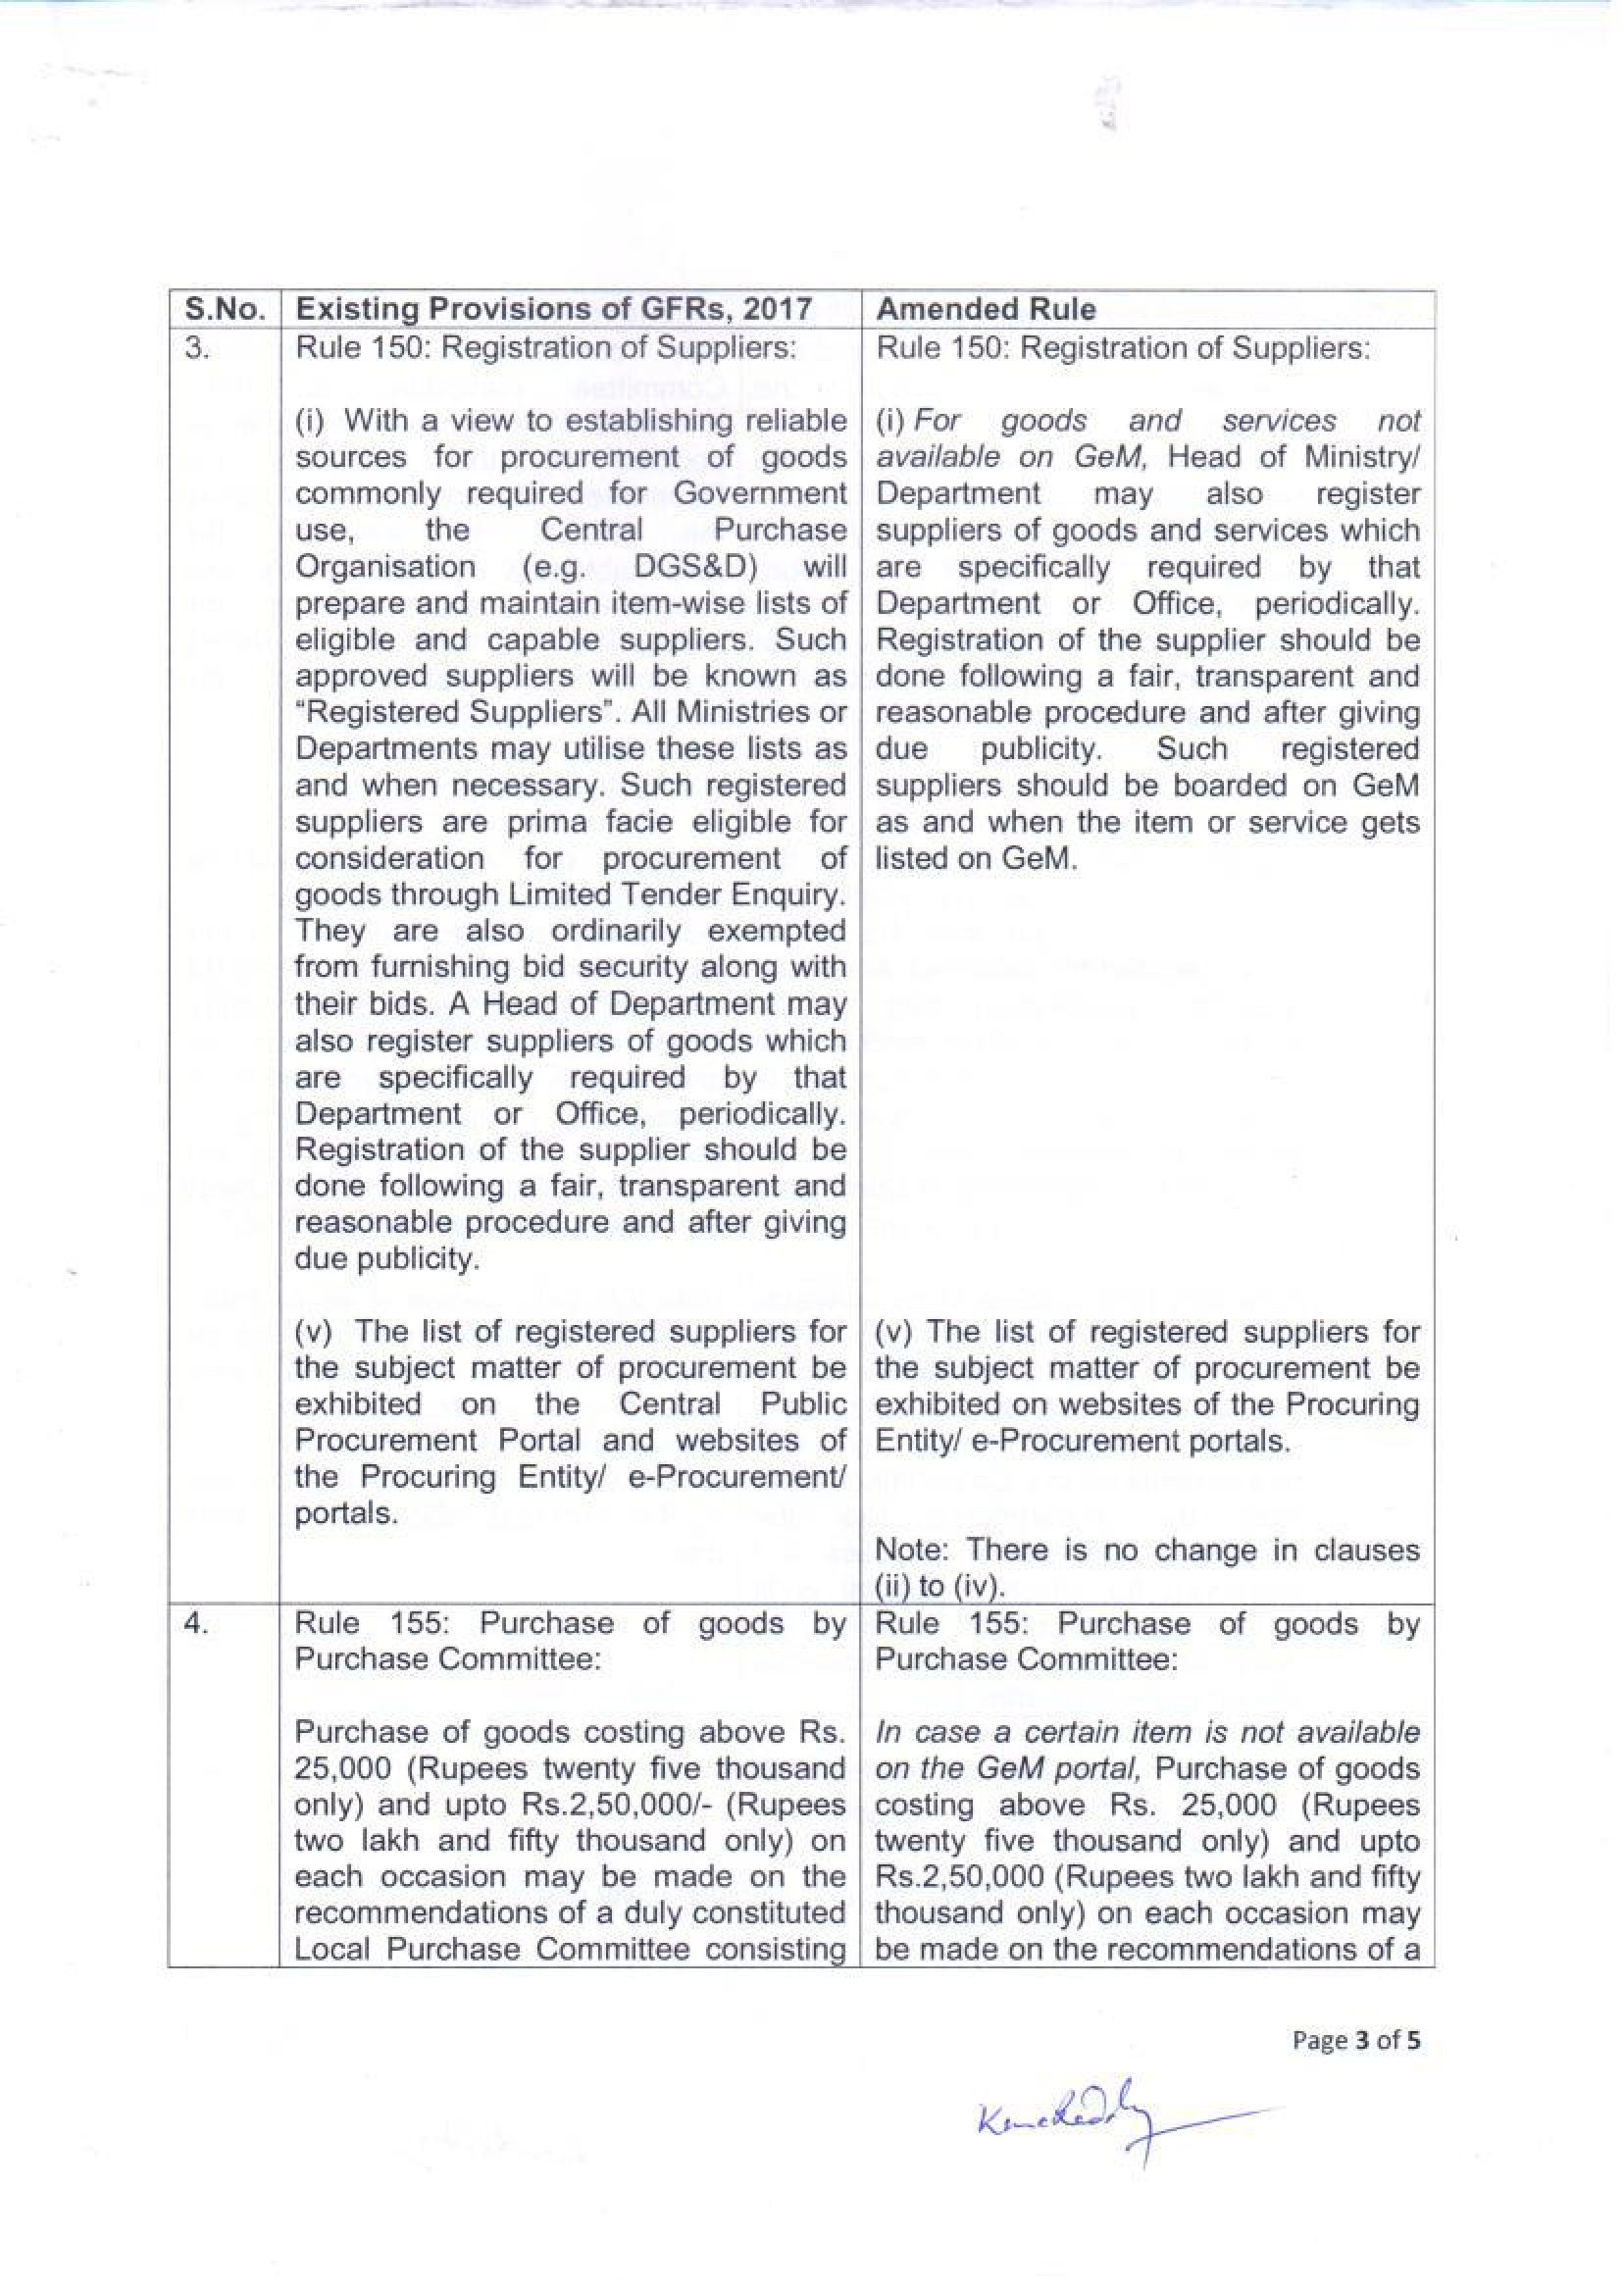 S.No. Existing Provisions of GFRs, 2017 Amended Rule
3. Rule 150: Registration of Suppliers: Rule 150: Registration of Suppliers:
(i) With a view to establishing reliable
sources for procurement of goods
commonly required for Government
use, the Central Purchase
Organisation (e.g. DGS&D) will
prepare and maintain item-wise lists of
eligible and capable suppliers. Such
approved suppliers will be known as
“Registered Suppliers”. All Ministries or
Departments may utilise these lists as
and when necessary. Such registered
suppliers are prima facie eligible for
consideration for procurement of
goods through Limited Tender Enquiry.
They are also ordinarily exempted
from furnishing bid security along with
their bids. A Head of Department may
also register suppliers of goods which
are specifically required by that
Department or Office, periodically.
Registration of the supplier should be
done following a fair, transparent and
reasonable procedure and after giving
due publicity.
(v) The list of registered suppliers for
the subject matter of procurement be
exhibited on the Central Public
Procurement Portal and websites of
the Procuring Entity/ e-Procurement/
portals.
(i) For goods and services not
available on GeM, Head of Ministry/
Department may also register
suppliers of goods and services which
are specifically required by that
Department or Office, periodically.
Registration of the supplier should be
done following a fair, transparent and
reasonable procedure and after giving
due publicity. Such registered
suppliers should be boarded on GeM
as and when the item or service gets
listed on GeM.
(v) The list of registered suppliers for
the subject matter of procurement be
exhibited on websites of the Procuring
Entity/ e-Procurement portals.
Note: There is no change in clauses
(ii) to (iv).
4.
Rule 155: Purchase of goods by
Purchase Committee:
Purchase of goods costing above Rs.
25,000 (Rupees twenty five thousand
only) and upto Rs.2,50,000/- (Rupees
two lakh and fifty thousand only) on
each occasion may be made on the
recommendations of a duly constituted
Local Purchase Committee consisting
Rule 155: Purchase of goods by
Purchase Committee:
In case a certain item is not available
on the GeM portal, Purchase of goods
costing above Rs. 25,000 (Rupees
twenty five thousand only) and upto
Rs.2,50,000 (Rupees two lakh and fifty
thousand only) on each occasion may
be made on the recommendations of a
Page 3 of 5